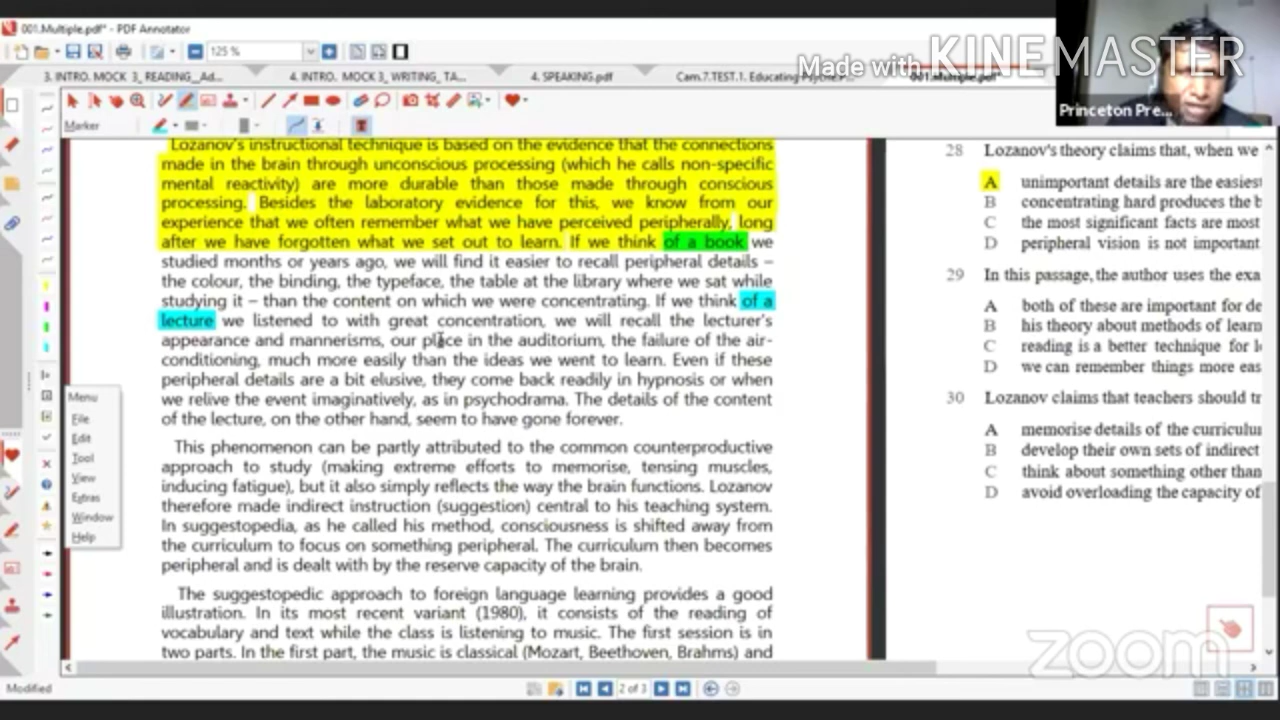 001.Multiple.pdf* - PDF Annotator
125 %
Made with KINEMASTER
3. INTRO. MOCK 3_READING_Ad...
4. INTRO. MOCK 3_WRITING_TA...
4. SPEAKING.pdf
001.Multiple.pdf*
Princeton Pre...
Marker
Lozanov's instructional technique is based on the evidence that the connections
made in the brain through unconscious processing (which he calls non-specific
mental reactivity) are more durable than those made through conscious
processing. Besides the laboratory evidence for this, we know from our
experience that we often remember what we have perceived peripherally, long
after we have forgotten what we set out to learn. If we think of a book we
studied months or years ago, we will find it easier to recall peripheral details –
the colour, the binding, the typeface, the table at the library where we sat while
studying it – than the content on which we were concentrating. If we think of a
lecture we listened to with great concentration, we will recall the lecturer's
appearance and mannerisms, our place in the auditorium, the failure of the air-
conditioning, much more easily than the ideas we went to learn. Even if these
peripheral details are a bit elusive, they come back readily in hypnosis or when
we relive the event imaginatively, as in psychodrama. The details of the content
of the lecture, on the other hand, seem to have gone forever.
This phenomenon can be partly attributed to the common counterproductive
approach to study (making extreme efforts to memorise, tensing muscles,
inducing fatigue), but it also simply reflects the way the brain functions. Lozanov
therefore made indirect instruction (suggestion) central to his teaching system.
In suggestopedia, as he called his method, consciousness is shifted away from
the curriculum to focus on something peripheral. The curriculum then becomes
peripheral and is dealt with by the reserve capacity of the brain.
The suggestopedic approach to foreign language learning provides a good
illustration. In its most recent variant (1980), it consists of the reading of
vocabulary and text while the class is listening to music. The first session is in
two parts. In the first part, the music is classical (Mozart, Beethoven, Brahms) and
Menu
File
Edit
Tool
View
Extras
Window
Help
28 Lozanov's theory claims that, when we
A unimportant details are the easiest
B concentrating hard produces the b
C the most significant facts are most
D peripheral vision is not important
29 In this passage, the author uses the exa
A both of these are important for de
B his theory about methods of learn
C reading is a better technique for l
D we can remember things more eas
30 Lozanov claims that teachers should tr
A memorise details of the curriculu
B develop their own sets of indirect
C think about something other than
D avoid overloading the capacity of
zoom
Modified
2 of 3